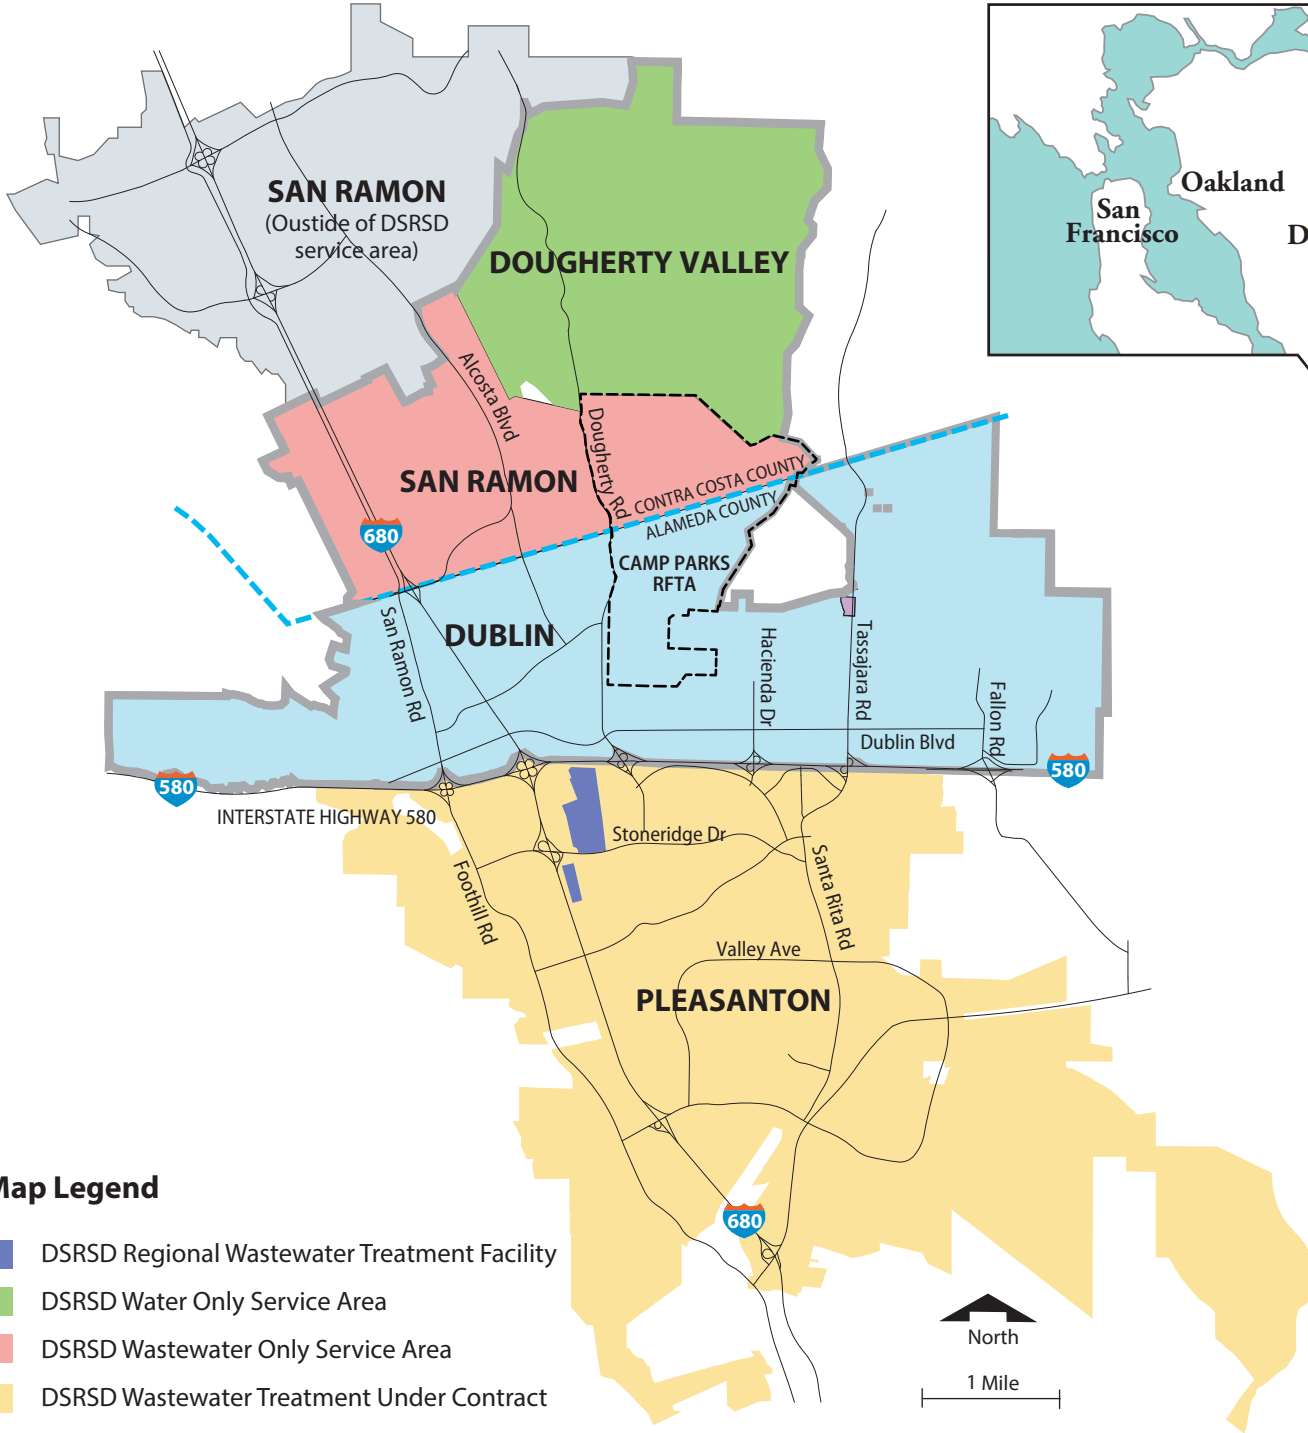 SAN RAMON
(Oustide of DSRSD
service area)
DOUGHERTY VALLEY
Oakland
San
Francisco
D
Alcosta Blvd
Dougherty Rd
SAN RAMON
CONTRA COSTA COUNTY
ALAMEDA COUNTY
680
CAMP PARKS
RFTA
DUBLIN
San Ramon Rd
Hacienda Dr
Tassajara Rd
Fallon Rd
Dublin Blvd
580
580
INTERSTATE HIGHWAY 580
Stoneridge Dr
Foothill Rd
Santa Rita Rd
Valley Ave
PLEASANTON
680
Map Legend
DSRSD Regional Wastewater Treatment Facility
DSRSD Water Only Service Area
DSRSD Wastewater Only Service Area
DSRSD Wastewater Treatment Under Contract
North
1 Mile